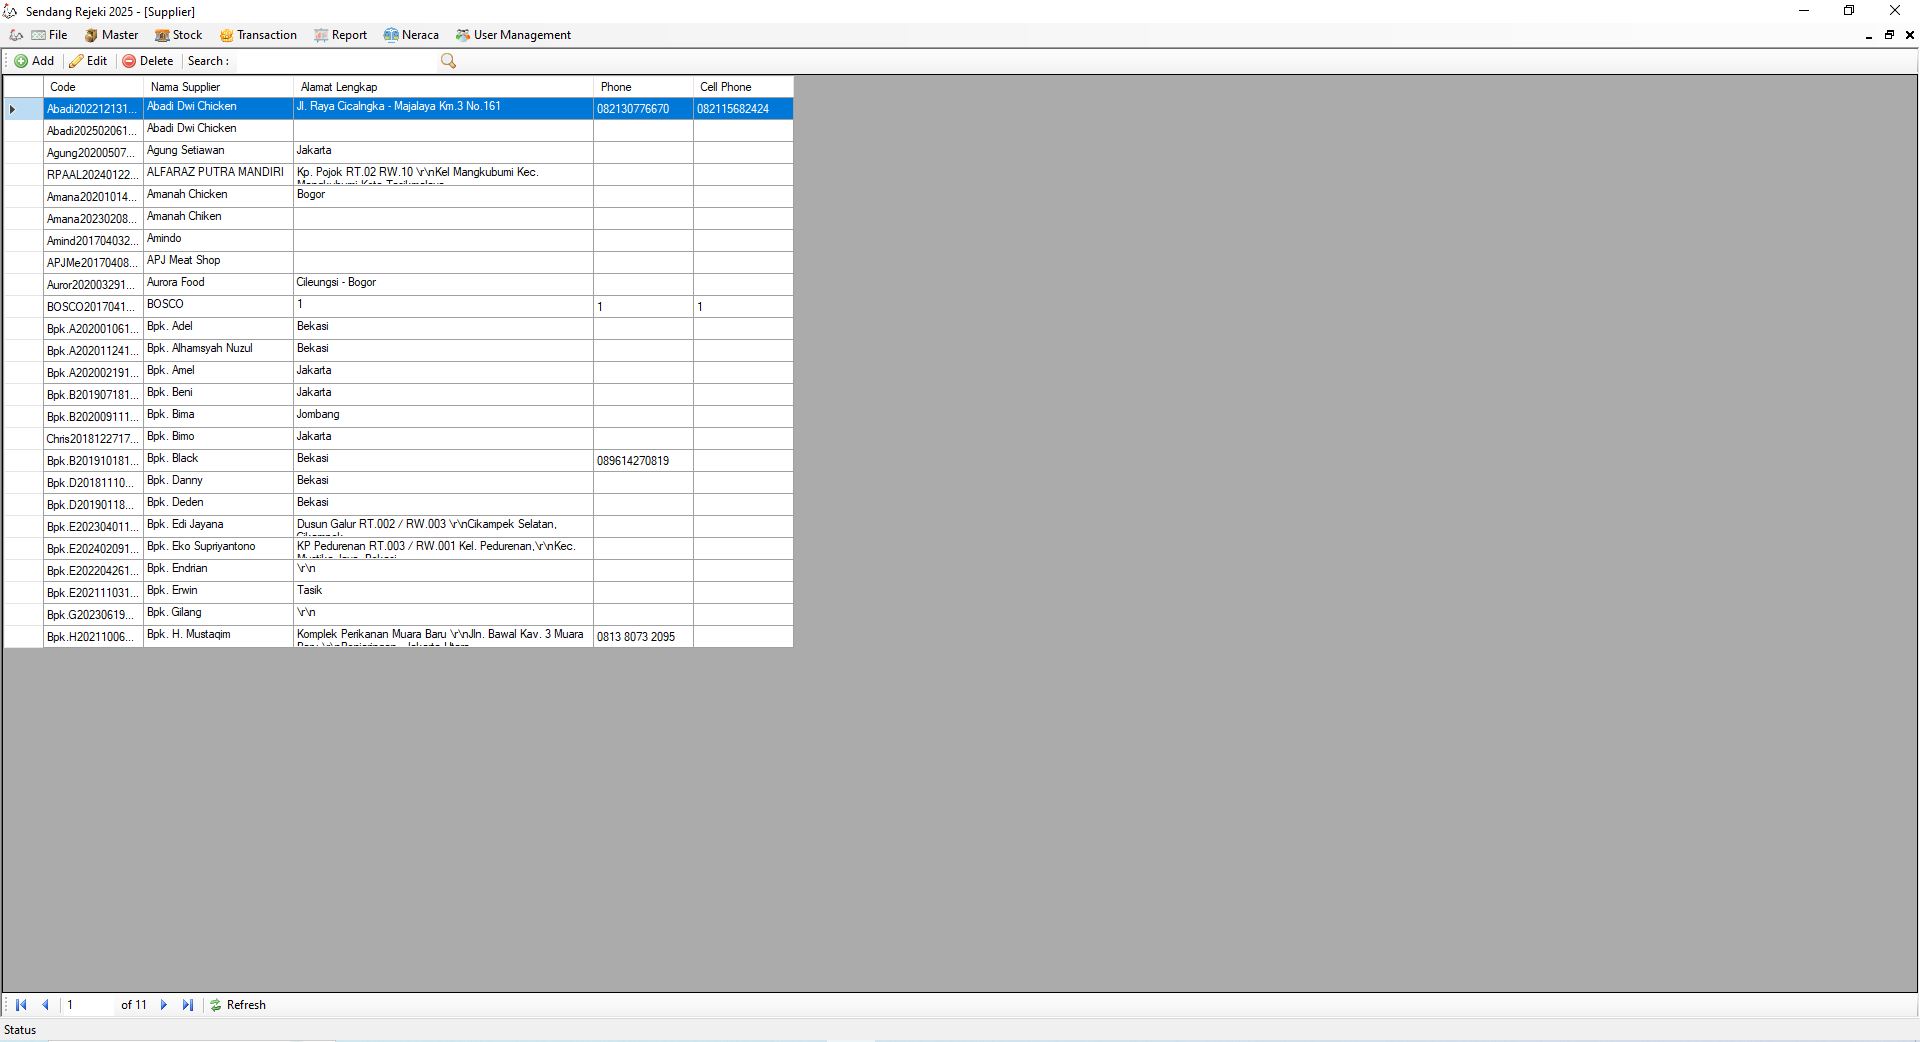 Sendang Rejeki 2025 - [Supplier]
File Master Stock Transaction Report Neraca User Management
Add Edit Delete Search :
Code Nama Supplier Alamat Lengkap Phone Cell Phone
Abadi202212131... Abadi Dwi Chicken Jl. Raya Cicalngka - Majalaya Km.3 No.161 082130776670 082115682424
Abadi202502061... Abadi Dwi Chicken
Agung20200507... Agung Setiawan Jakarta
RPAAL20240122... ALFARAZ PUTRA MANDIRI Kp. Pojok RT.02 RW.10 \r\nKel Mangkubumi Kec.
Amana20201014... Amanah Chicken Bogor
Amana20230208... Amanah Chiken
Amind201704032... Amindo
APJMe20170408... APJ Meat Shop
Auror202003291... Aurora Food Cileungsi - Bogor
BOSCO2017041... BOSCO 1 1 1
Bpk.A202001061... Bpk. Adel Bekasi
Bpk.A202011241... Bpk. Alhamsyah Nuzul Bekasi
Bpk.A202002191... Bpk. Amel Jakarta
Bpk.B201907181... Bpk. Beni Jakarta
Bpk.B202009111... Bpk. Bima Jombang
Chris2018122717... Bpk. Bimo Jakarta
Bpk.B201910181... Bpk. Black Bekasi 089614270819
Bpk.D20181110... Bpk. Danny Bekasi
Bpk.D20190118... Bpk. Deden Bekasi
Bpk.E202304011... Bpk. Edi Jayana Dusun Galur RT.002 / RW.003 \r\nCikampek Selatan,
Bpk.E202402091... Bpk. Eko Supriyantono KP Pedurenan RT.003 / RW.001 Kel. Pedurenan,\r\nKec.
Bpk.E202204261... Bpk. Endrian \r\n
Bpk.E202111031... Bpk. Erwin Tasik
Bpk.G20230619... Bpk. Gilang \r\n
Bpk.H20211006... Bpk. H. Mustaqim Komplek Perikanan Muara Baru \r\nJln. Bawal Kav. 3 Muara 0813 8073 2095
1 of 11 Refresh
Status